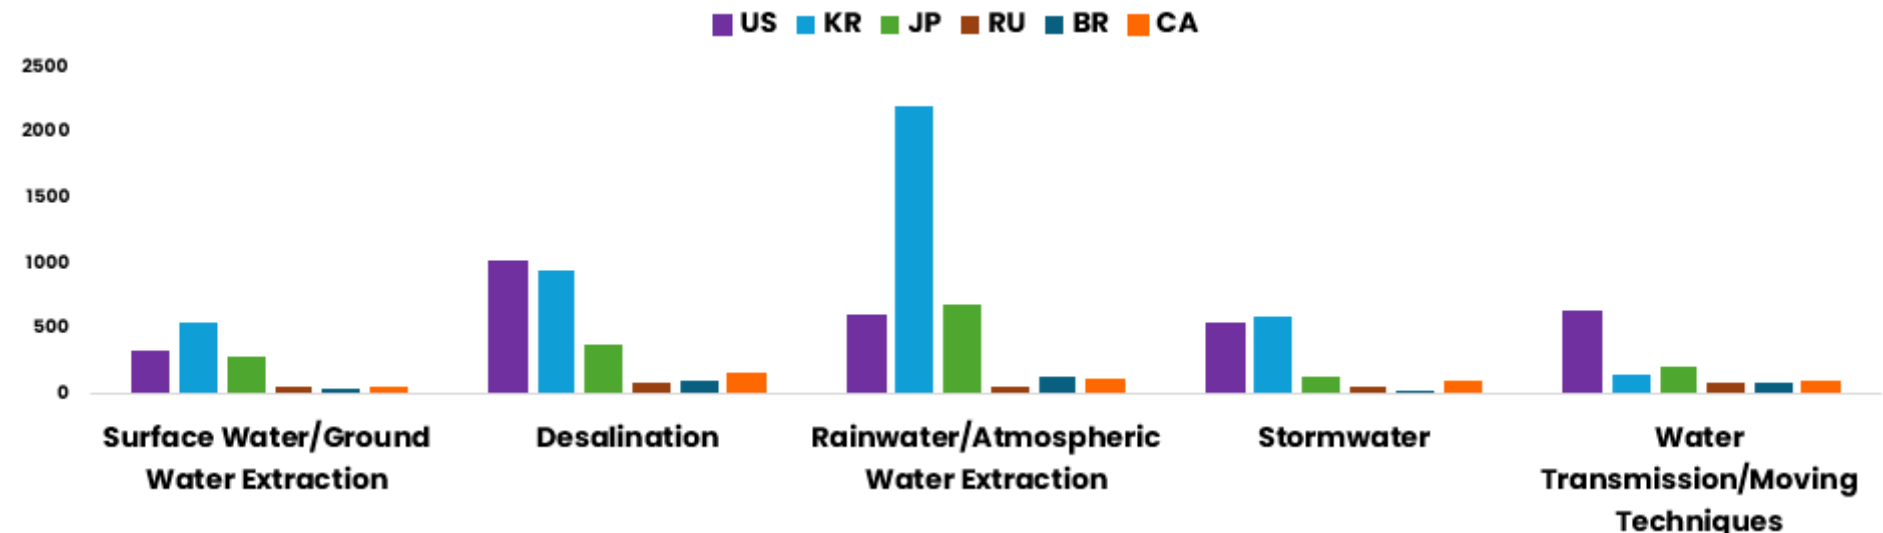 US KR JP RU BR CA
2500
2000
1500
1000
500
0
Surface Water/Ground
Water Extraction
Desalination
Rainwater/Atmospheric
Water Extraction
Stormwater
Water
Transmission/Moving
Techniques